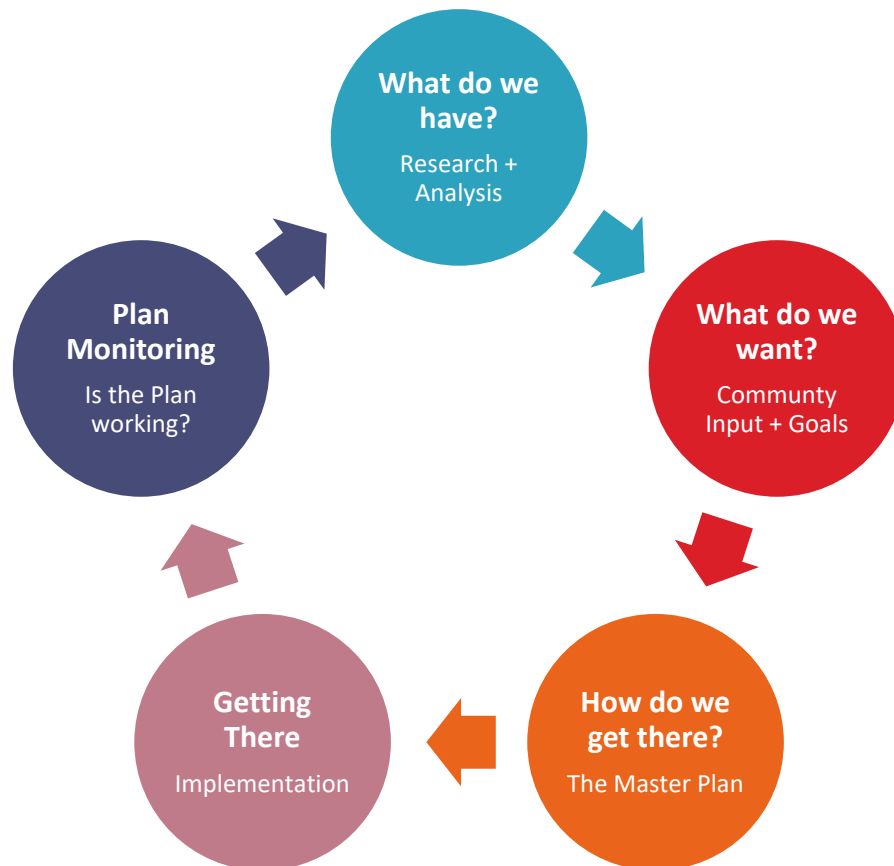 What do we
have?
Research +
Analysis
What do we
want?
Communty
Input + Goals
How do we
get there?
The Master Plan
Getting
There
Implementation
Plan
Monitoring
Is the Plan
working?